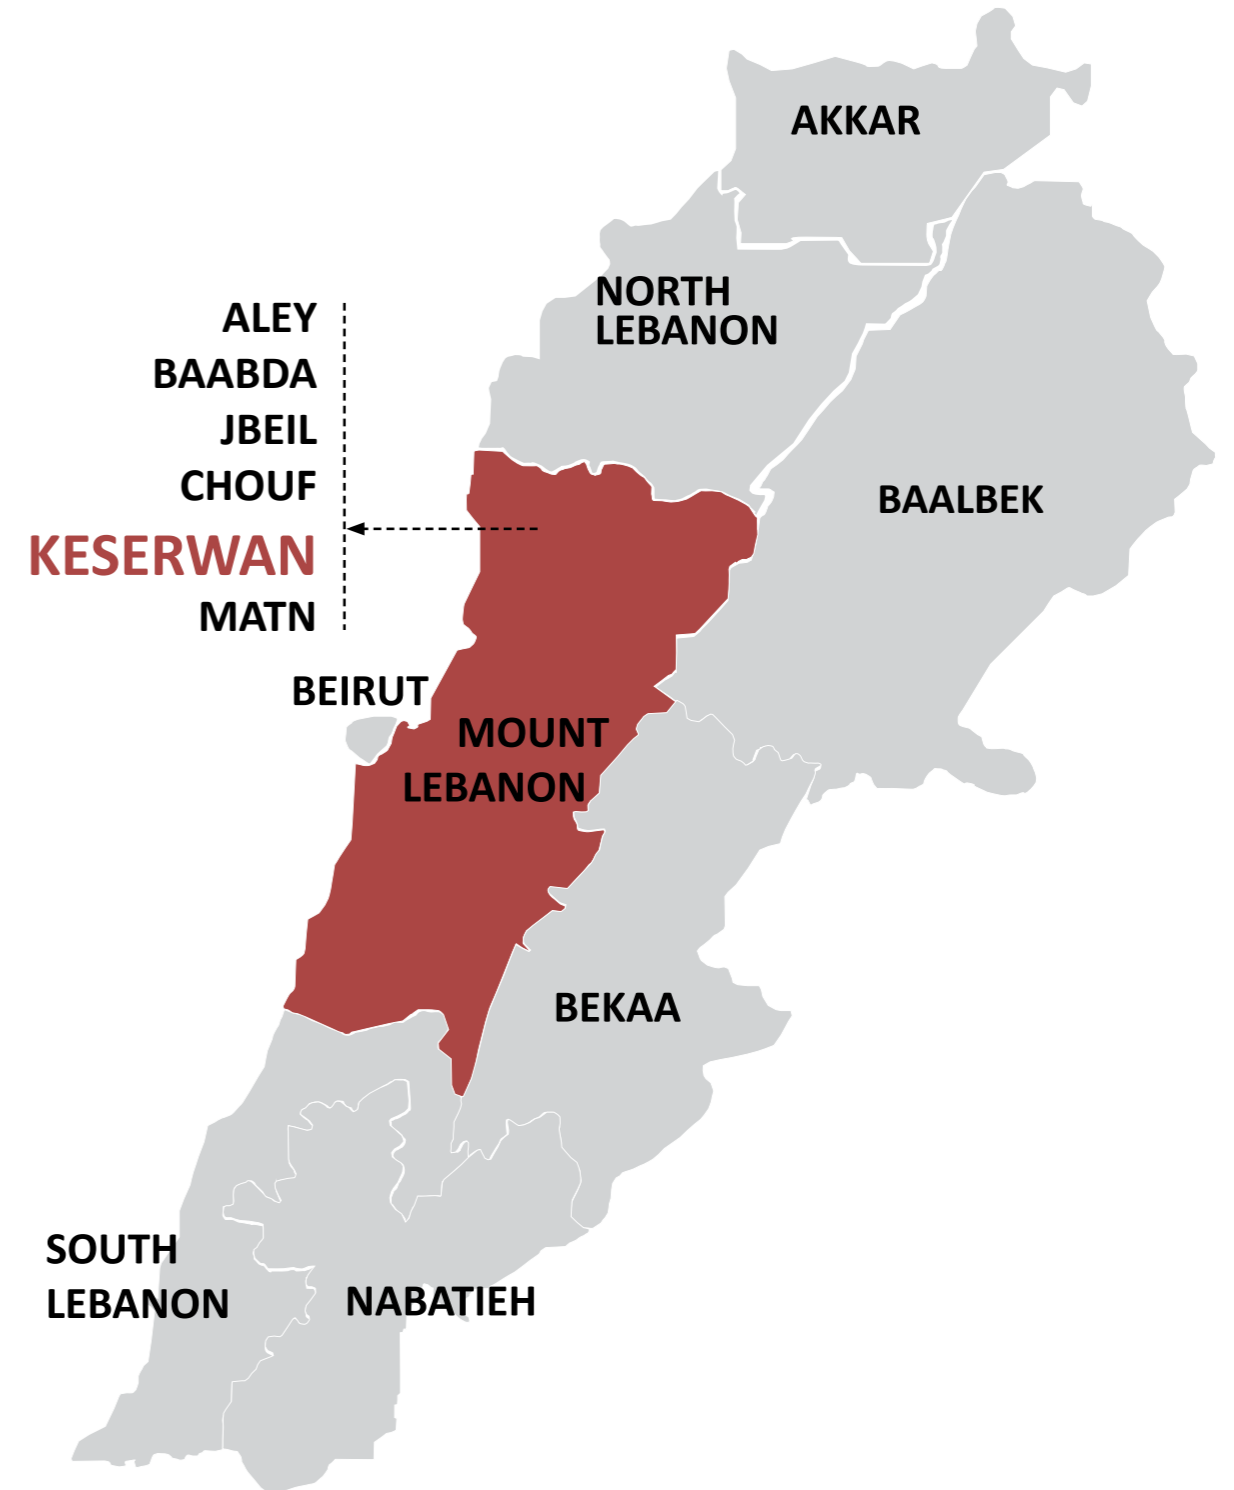 AKKAR
NORTH
LEBANON
ALEY
BAABDA
JBEIL
CHOUF
KESERWAN
MATN
BAALBEK
BEIRUT
MOUNT
LEBANON
BEKAA
SOUTH
LEBANON
NABATIEH